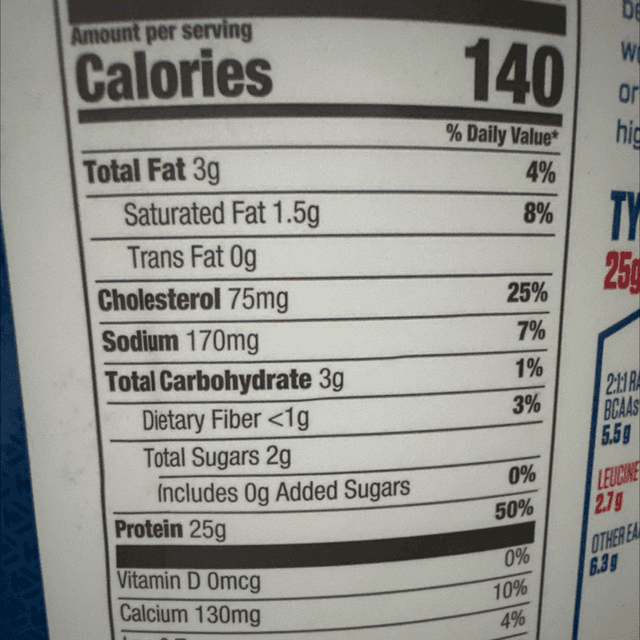 Amount per serving
Calories 140
% Daily Value*
Total Fat 3g 4%
Saturated Fat 1.5g 8%
Trans Fat 0g
Cholesterol 75mg 25%
Sodium 170mg 7%
Total Carbohydrate 3g 1%
Dietary Fiber <1g 3%
Total Sugars 2g
Includes 0g Added Sugars 0%
Protein 25g 50%
Vitamin D 0mcg 0%
Calcium 130mg 10%
4%
or
TY
25g
2:1:1
BCAAs
5.5g
LEUCINE
2.7g
OTHER
6.3g